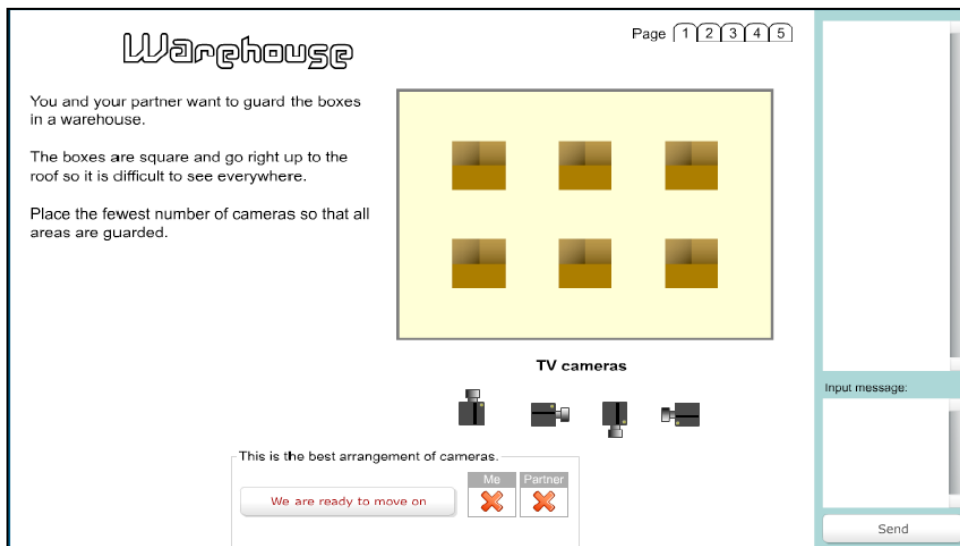 Warehouse
Page 1 2 3 4 5
You and your partner want to guard the boxes
in a warehouse.
The boxes are square and go right up to the
roof so it is difficult to see everywhere.
Place the fewest number of cameras so that all
areas are guarded.
TV cameras
Input message:
This is the best arrangement of cameras.
Me Partner
We are ready to move on
Send